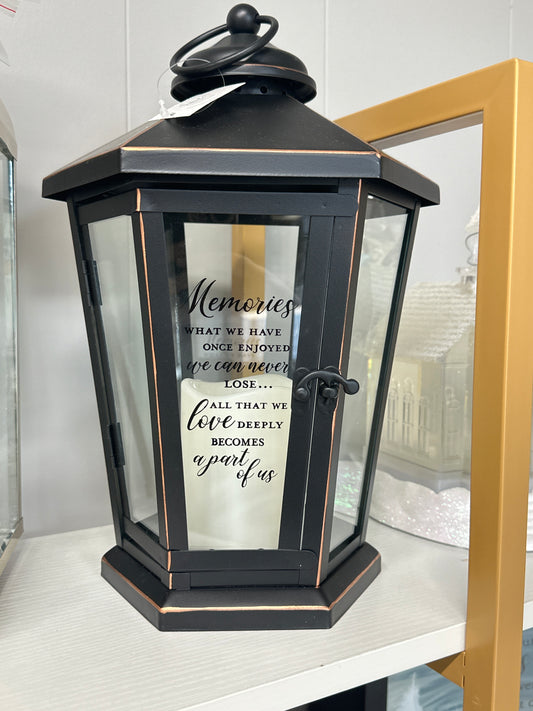 Memories
WHAT WE HAVE
ONCE ENJOYED
we can never
LOSE...
ALL THAT WE
love DEEPLY
BECOMES
a part
of us